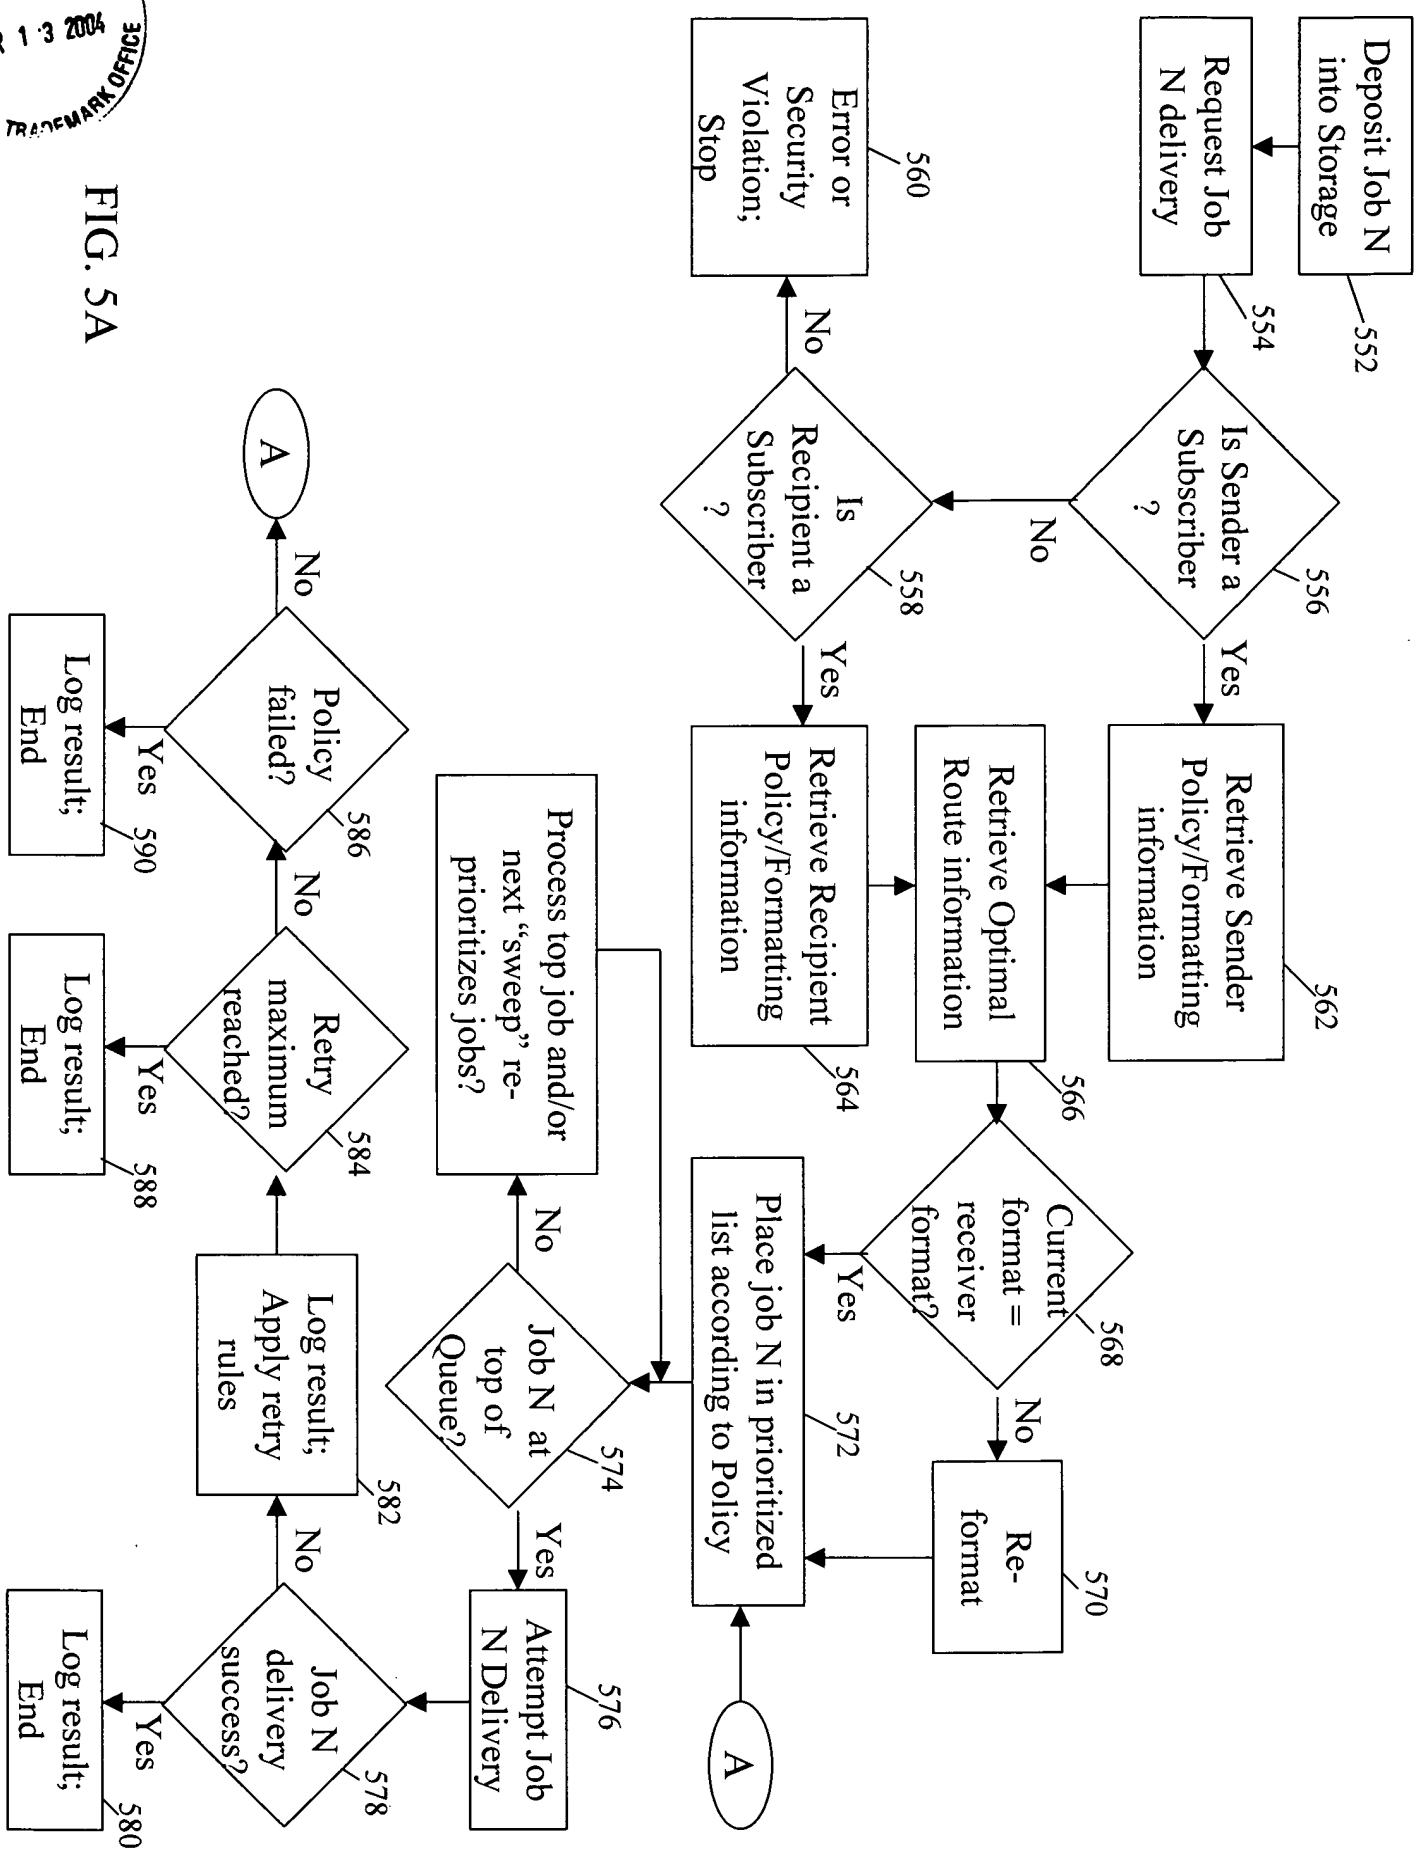 Deposit Job N
into Storage
552
Request Job
N delivery
554
Is Sender a
Subscriber
?
556
Yes
No
Retrieve Sender
Policy/Formatting
information
562
Error or
Security
Violation;
Stop
560
No
Is
Recipient a
Subscriber
?
558
Yes
Retrieve Recipient
Policy/Formatting
information
564
Retrieve Optimal
Route information
566
Current
format =
receiver
format?
568
No
Yes
Re-
format
570
Place job N in prioritized
list according to Policy
572
A
Process top job and/or
next “sweep” re-
prioritizes jobs?
No
Job N at
top of
Queue?
574
Yes
Attempt Job
N Delivery
576
Job N
delivery
success?
578
Yes
Log result;
End
580
No
Log result;
Apply retry
rules
582
Retry
maximum
reached?
584
Yes
Log result;
End
588
No
Policy
failed?
586
Yes
Log result;
End
590
No
A
FIG. 5A
1 3 2004
TRADEMARK OFFICE